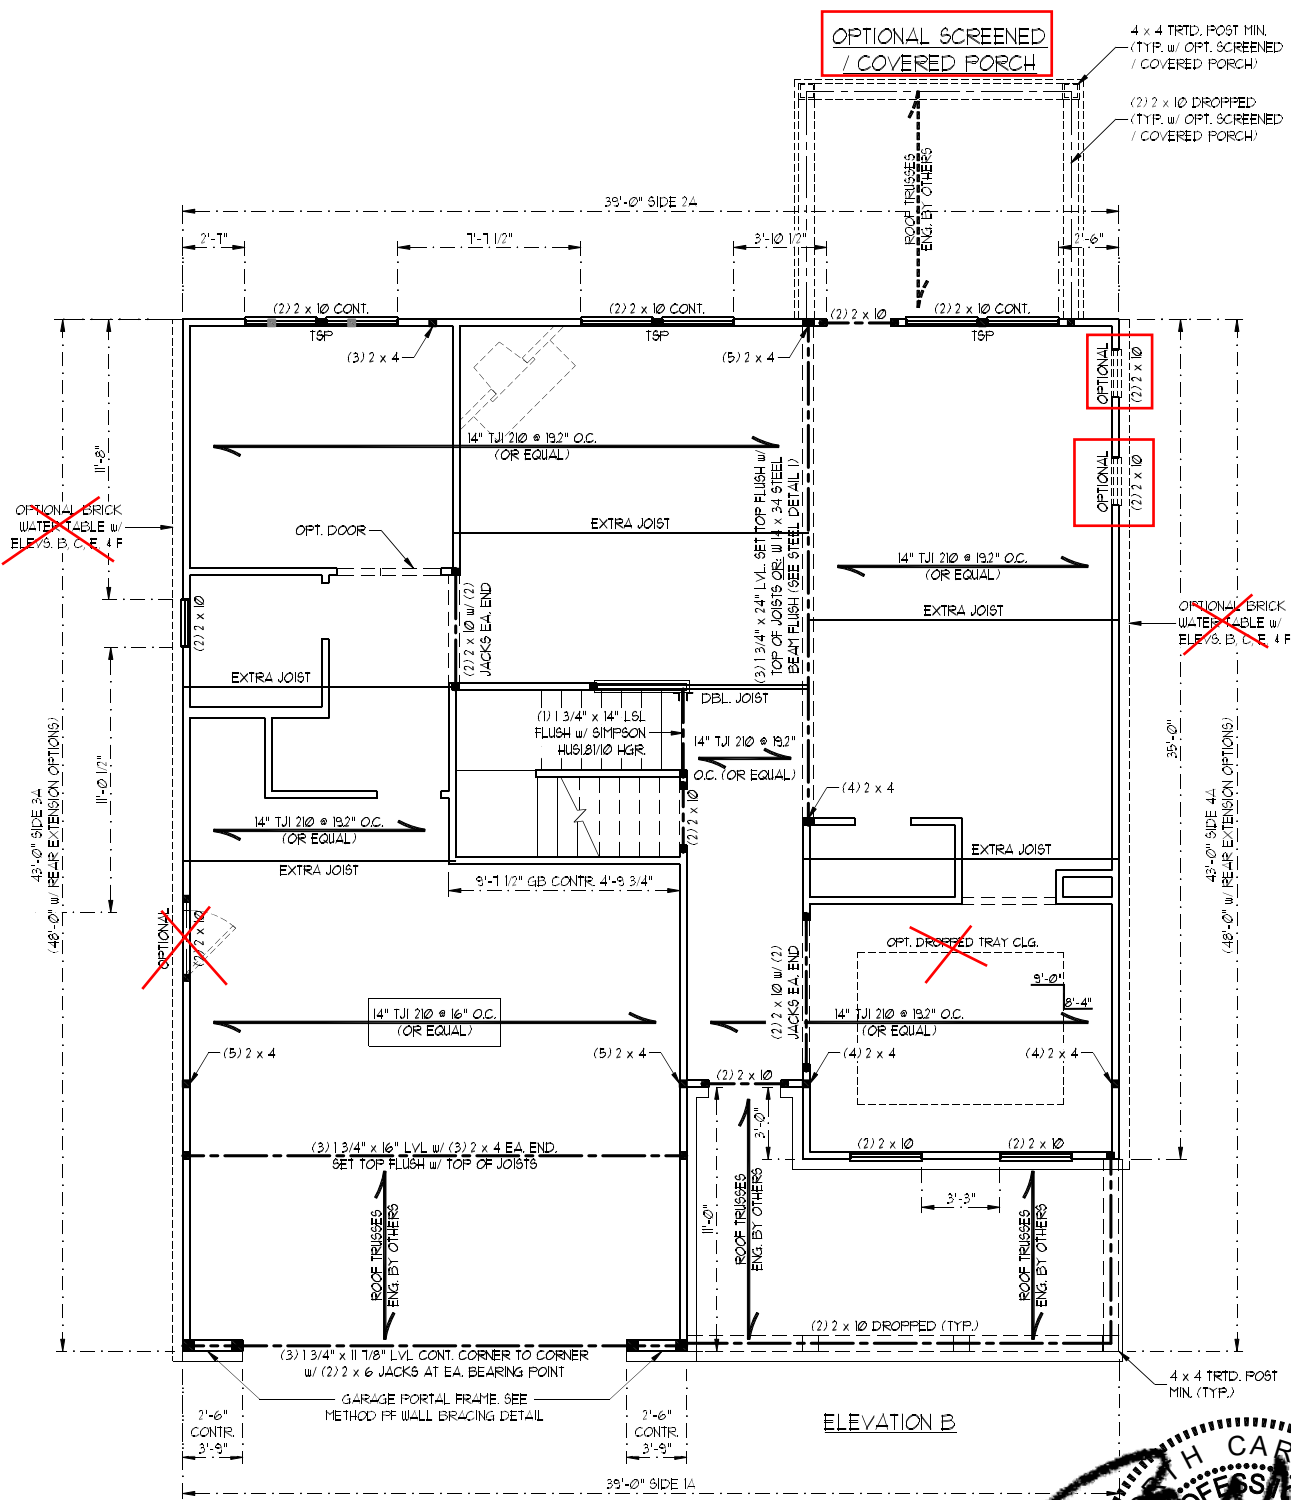 OPTIONAL SCREENED
/ COVERED PORCH
4 x 4 TRTD. POST MIN.
(TYP. w/ OPT. SCREENED
/ COVERED PORCH)
(2) 2 x 10 DROPPED
(TYP. w/ OPT. SCREENED
/ COVERED PORCH)
ROOF TRUSSES
ENG. BY OTHERS
39'-0" SIDE 2A
2'-7"
7'-7 1/2"
3'-10 1/2"
2'-6"
(2) 2 x 10 CONT.
TSP
(2) 2 x 10 CONT.
TSP
(2) 2 x 10
(2) 2 x 10 CONT.
TSP
(3) 2 x 4
(5) 2 x 4
OPTIONAL
(2) 2 x 10
OPTIONAL
(2) 2 x 10
14" TJI 210 @ 19.2" O.C.
(OR EQUAL)
11'-8"
OPTIONAL BRICK
WATER TABLE w/
ELEVS. B, C, E, & F
OPT. DOOR
EXTRA JOIST
(3) 1 3/4" x 24" LVL. SET TOP FLUSH w/
TOP OF JOISTS OR: W 14 x 34 STEEL
BEAM FLUSH (SEE STEEL DETAIL 1)
14" TJI 210 @ 19.2" O.C.
(OR EQUAL)
EXTRA JOIST
OPTIONAL BRICK
WATER TABLE w/
ELEVS. B, C, E, & F
(2) 2 x 10
(2) 2 x 10 w/ (2)
JACKS EA. END
EXTRA JOIST
DBL. JOIST
(1) 1 3/4" x 14" LSL
FLUSH w/ SIMPSON
HUS1.81/10 HGR.
14" TJI 210 @ 19.2"
O.C. (OR EQUAL)
43'-0" SIDE 3A
(48'-0" w/ REAR EXTENSION OPTIONS)
11'-0 1/2"
35'-0"
43'-0" SIDE 4A
(48'-0" w/ REAR EXTENSION OPTIONS)
(4) 2 x 4
(2) 2 x 10
14" TJI 210 @ 19.2" O.C.
(OR EQUAL)
EXTRA JOIST
EXTRA JOIST
9'-7 1/2" GB CONTR. 4'-9 3/4"
OPTIONAL
(2) 2 x 10
OPT. DROPPED TRAY CLG.
9'-0"
8'-4"
(2) 2 x 10 w/ (2)
JACKS EA. END
14" TJI 210 @ 16" O.C.
(OR EQUAL)
14" TJI 210 @ 19.2" O.C.
(OR EQUAL)
(5) 2 x 4
(5) 2 x 4
(4) 2 x 4
(4) 2 x 4
(2) 2 x 10
3'-0"
(3) 1 3/4" x 16" LVL w/ (3) 2 x 4 EA. END.
SET TOP FLUSH w/ TOP OF JOISTS
(2) 2 x 10
(2) 2 x 10
3'-3"
ROOF TRUSSES
ENG. BY OTHERS
11'-0"
ROOF TRUSSES
ENG. BY OTHERS
ROOF TRUSSES
ENG. BY OTHERS
(2) 2 x 10 DROPPED (TYP.)
(3) 1 3/4" x 11 7/8" LVL CONT. CORNER TO CORNER
w/ (2) 2 x 6 JACKS AT EA. BEARING POINT
GARAGE PORTAL FRAME. SEE
METHOD PF WALL BRACING DETAIL
4 x 4 TRTD. POST
MIN. (TYP.)
2'-6"
CONTR.
3'-9"
2'-6"
CONTR.
3'-9"
ELEVATION B
39'-0" SIDE 1A
TH CAR
OFESS